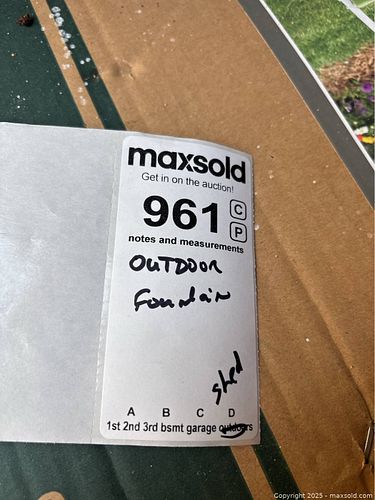 maxsold
Get in on the auction!
961 C
P
notes and measurements
OUTDOOR
Fountain
shed
A B C D
1st 2nd 3rd bsmt garage outdoors
Copyright 2025 - maxsold.com